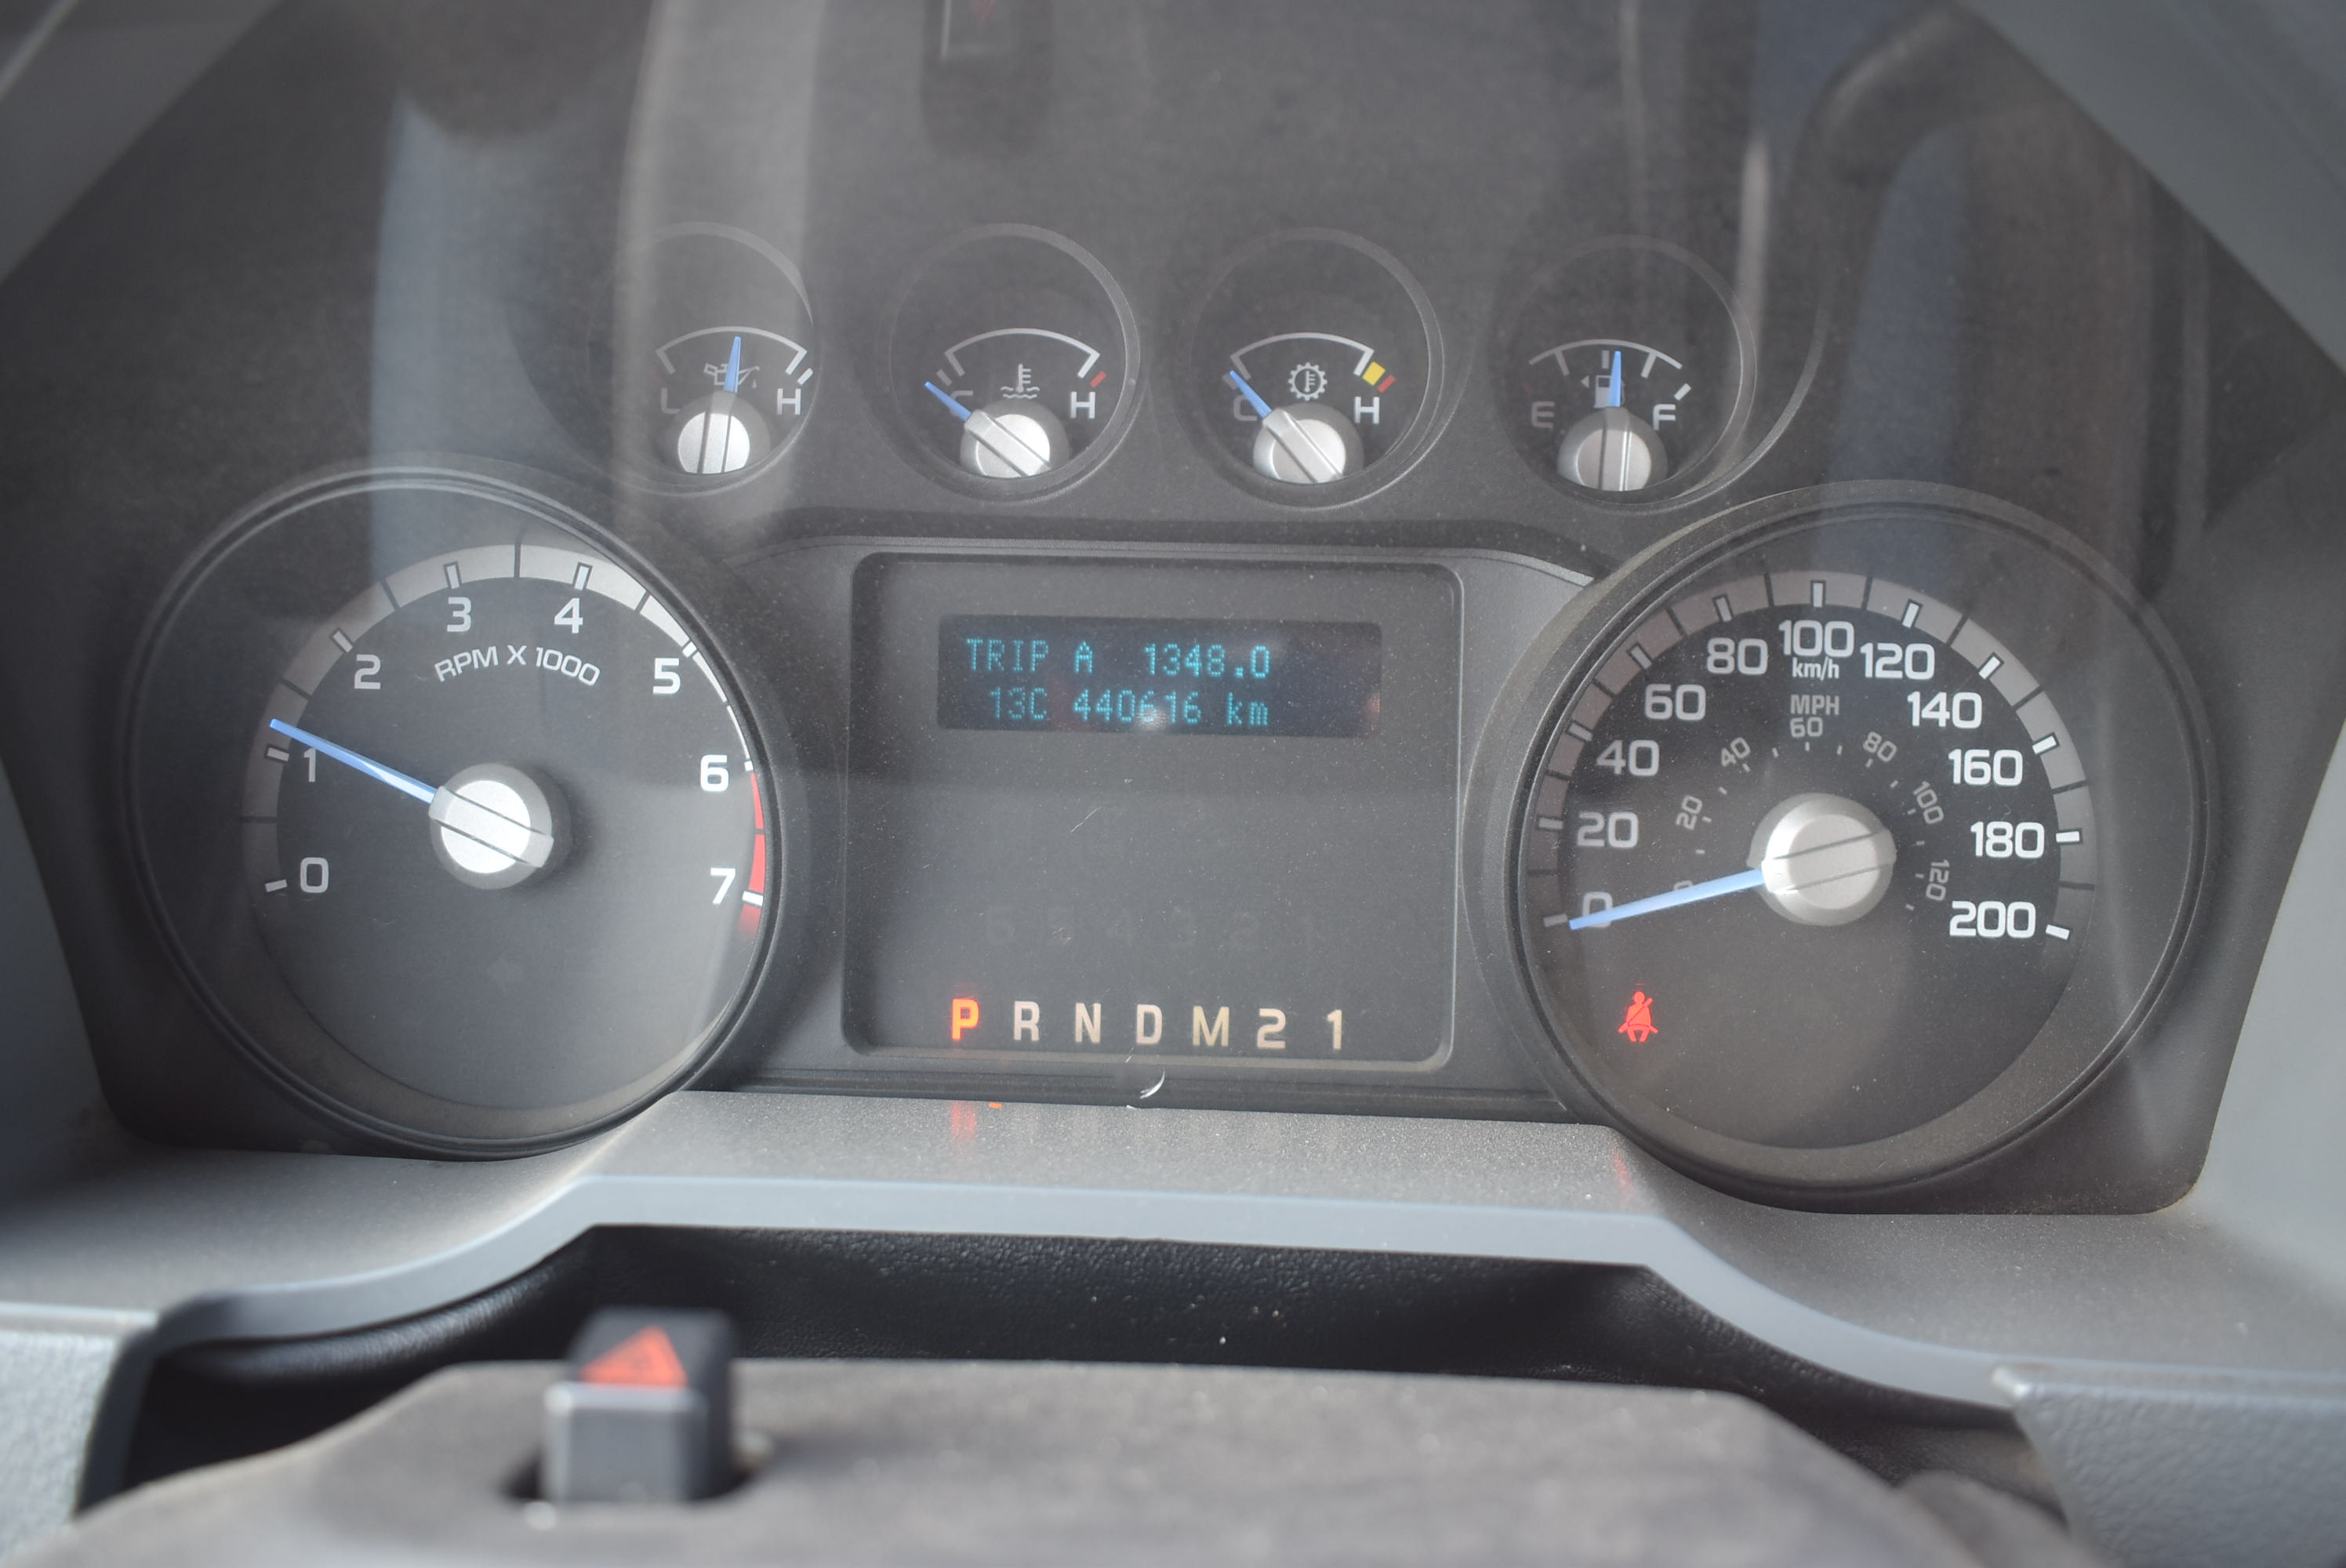 L H
C H
C H
E F
0 1 2 3 4 5 6 7
RPM X 1000
TRIP A 1348.0
13C 440616 km
P R N D M 2 1
0 20 40 60 80 100 120 140 160 180 200
km/h
MPH
0 20 40 60 80 100 120